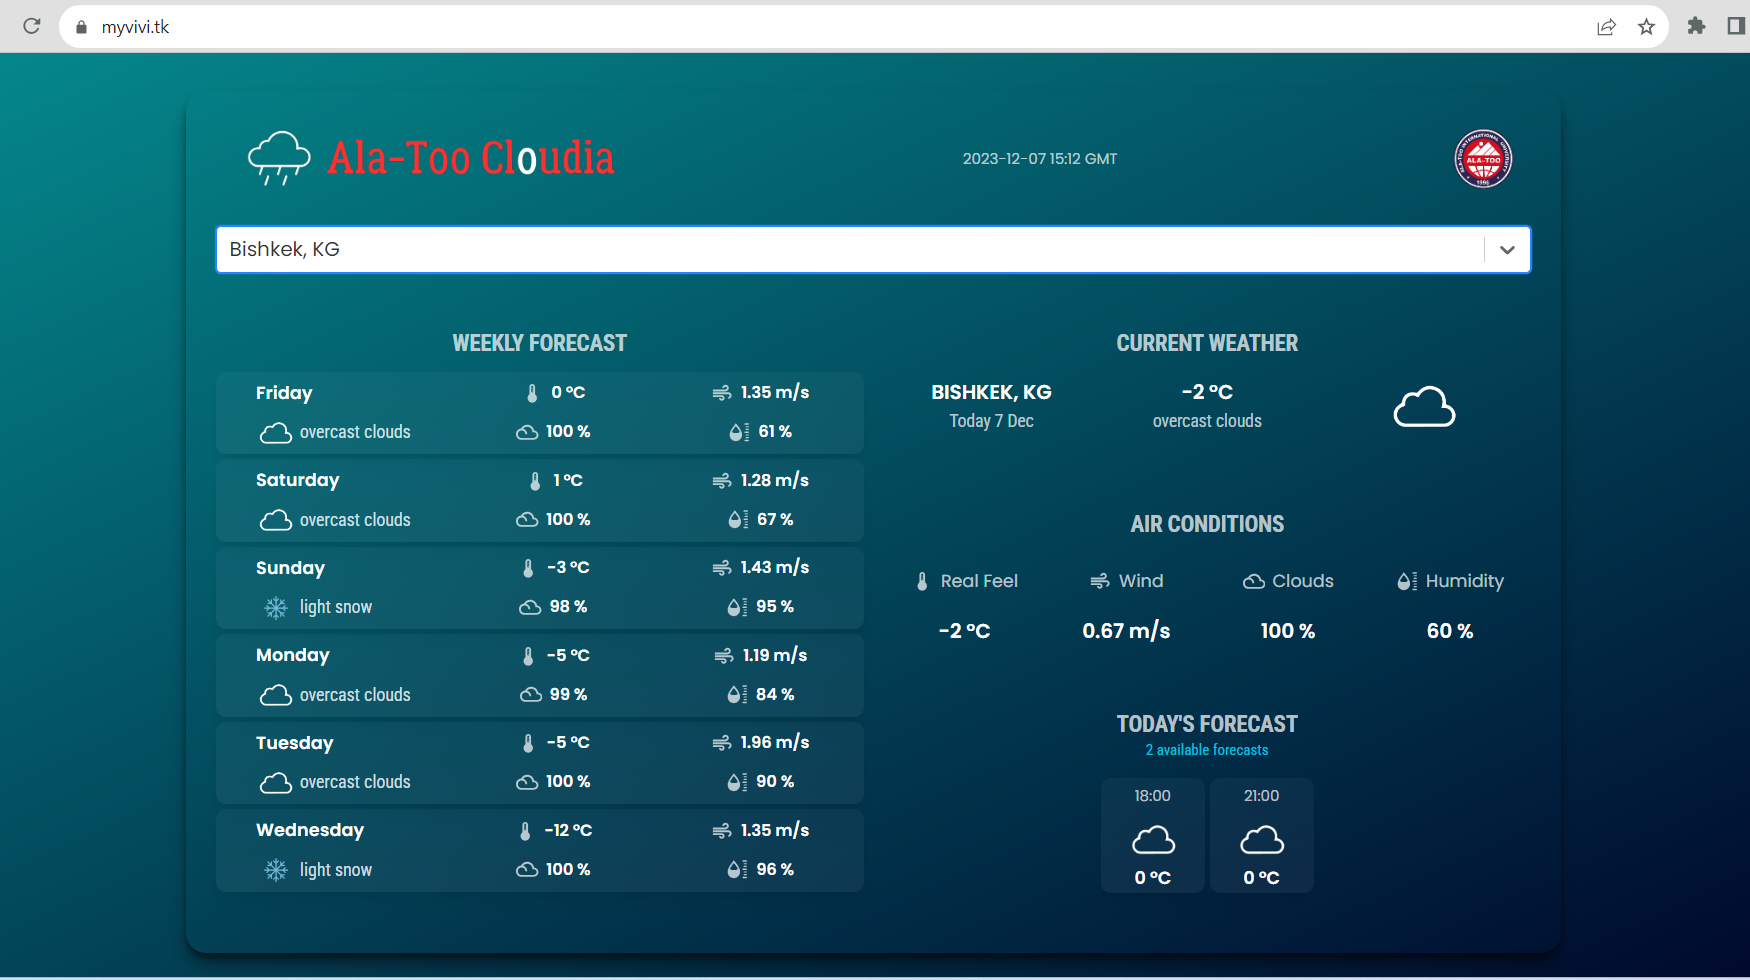 myvivi.tk
Ala-Too Cloudia
2023-12-07 15:12 GMT
ALA-TOO INTERNATIONAL UNIVERSITY
ALA-TOO
1996
Bishkek, KG
WEEKLY FORECAST
Friday 0 °C 1.35 m/s
overcast clouds 100 % 61 %
Saturday 1 °C 1.28 m/s
overcast clouds 100 % 67 %
Sunday -3 °C 1.43 m/s
light snow 98 % 95 %
Monday -5 °C 1.19 m/s
overcast clouds 99 % 84 %
Tuesday -5 °C 1.96 m/s
overcast clouds 100 % 90 %
Wednesday -12 °C 1.35 m/s
light snow 100 % 96 %
CURRENT WEATHER
BISHKEK, KG -2 °C
Today 7 Dec overcast clouds
AIR CONDITIONS
Real Feel Wind Clouds Humidity
-2 °C 0.67 m/s 100 % 60 %
TODAY'S FORECAST
2 available forecasts
18:00 21:00
0 °C 0 °C